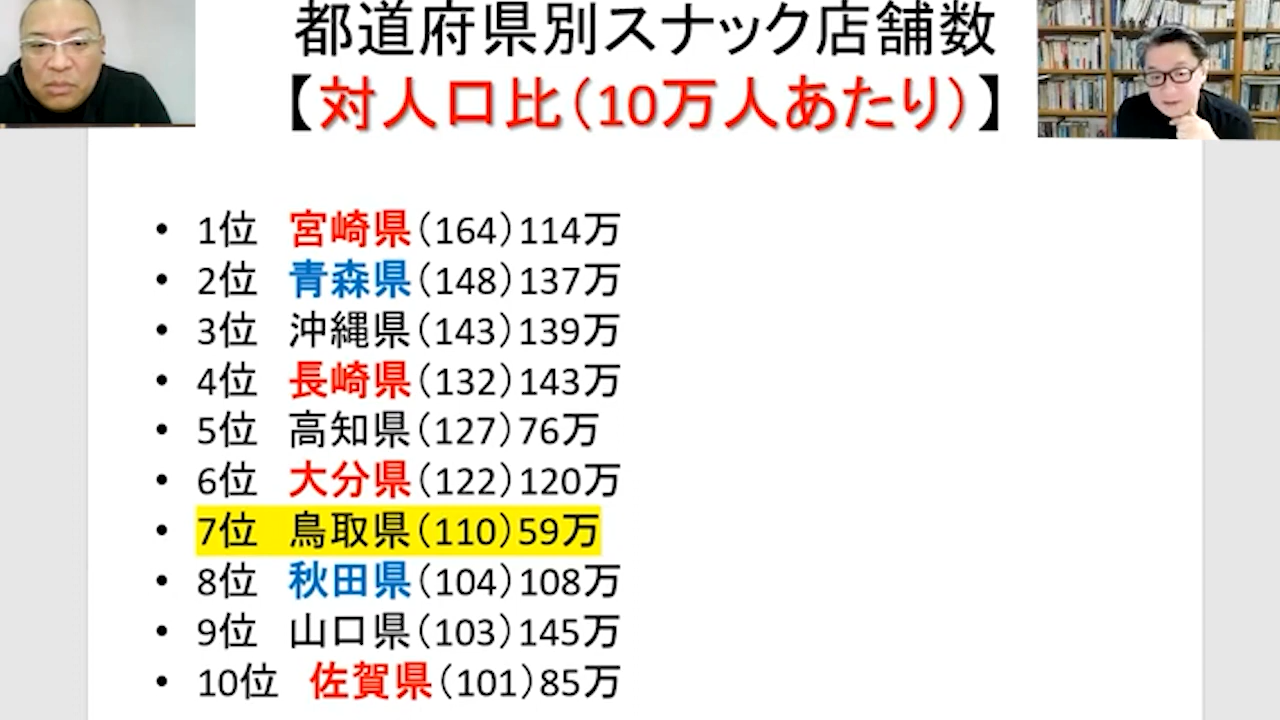 都道府県別スナック店舗数
【対人口比(10万人あたり)】
• 1位 宮崎県(164)114万
• 2位 青森県(148)137万
• 3位 沖縄県(143)139万
• 4位 長崎県(132)143万
• 5位 高知県(127)76万
• 6位 大分県(122)120万
• 7位 鳥取県(110)59万
• 8位 秋田県(104)108万
• 9位 山口県(103)145万
• 10位 佐賀県(101)85万